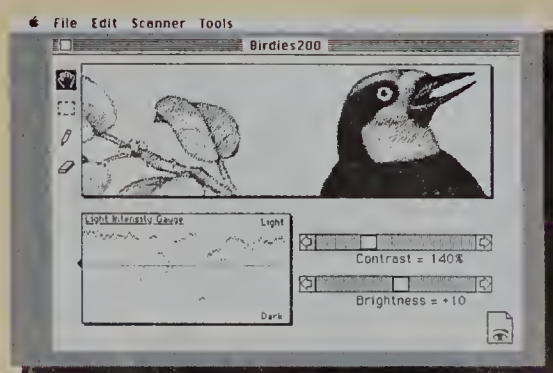 File Edit Scanner Tools
Birdies200
Light Intensity Gauge
Light
Dark
Contrast = 140%
Brightness = +10